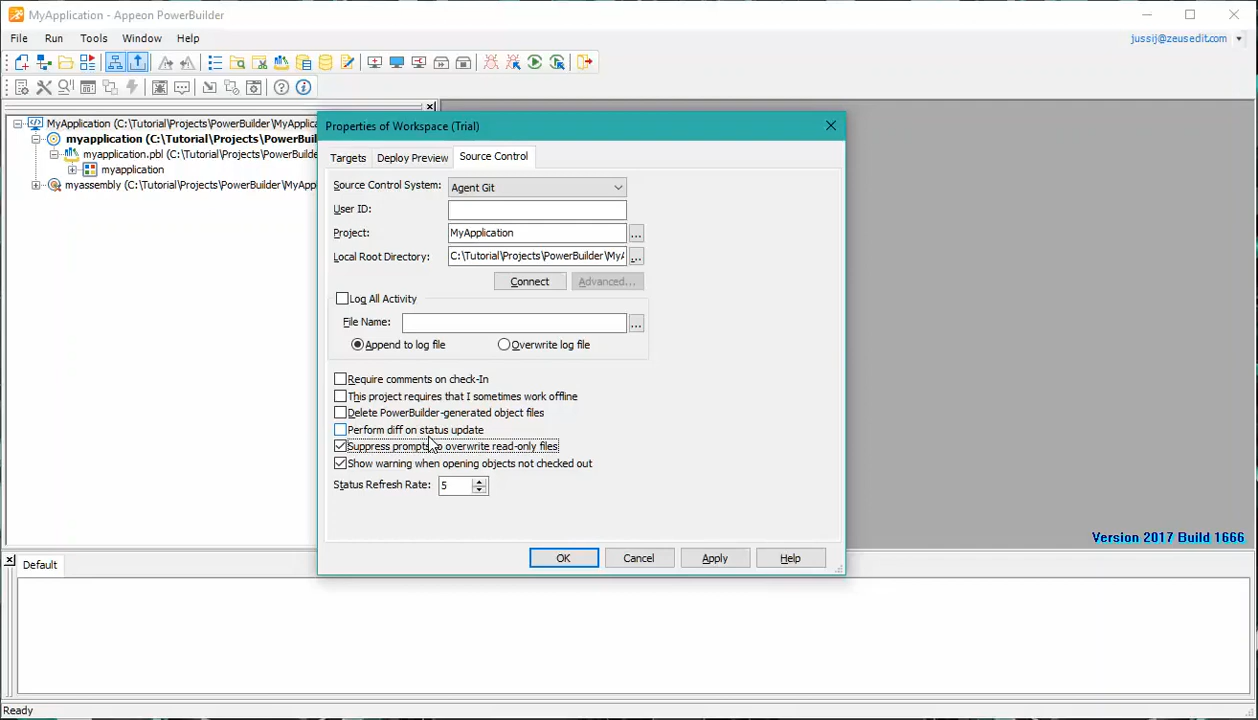 MyApplication - Appeon PowerBuilder
File Run Tools Window Help
jussij@zeusedit.com
MyApplication (C:\Tutorial\Projects\PowerBuilder\MyApplica
myapplication (C:\Tutorial\Projects\PowerBuil
myapplication.pbl (C:\Tutorial\Projects\PowerBuilde
myapplication
myassembly (C:\Tutorial\Projects\PowerBuilder\MyAppl
Properties of Workspace (Trial)
Targets Deploy Preview Source Control
Source Control System: Agent Git
User ID:
Project: MyApplication
Local Root Directory: C:\Tutorial\Projects\PowerBuilder\MyA
Connect Advanced...
Log All Activity
File Name:
Append to log file Overwrite log file
Require comments on check-In
This project requires that I sometimes work offline
Delete PowerBuilder-generated object files
Perform diff on status update
Suppress prompts to overwrite read-only files
Show warning when opening objects not checked out
Status Refresh Rate: 5
OK Cancel Apply Help
Version 2017 Build 1666
Default
Ready